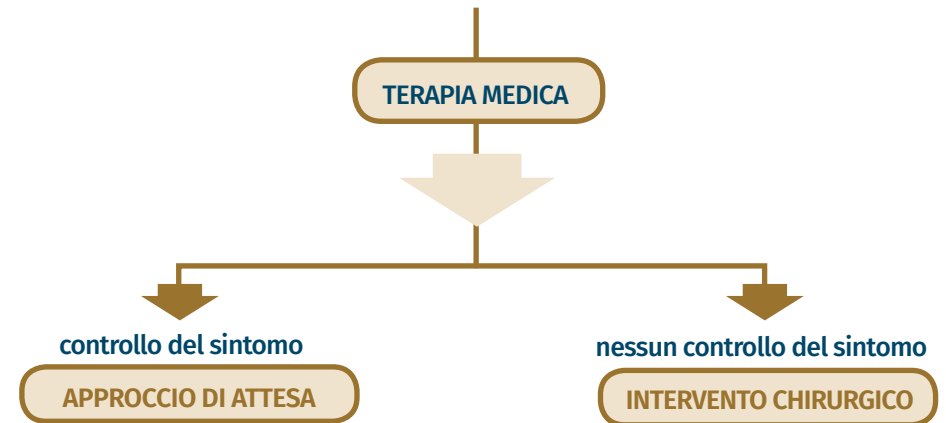 TERAPIA MEDICA
controllo del sintomo
nessun controllo del sintomo
APPROCCIO DI ATTESA
INTERVENTO CHIRURGICO